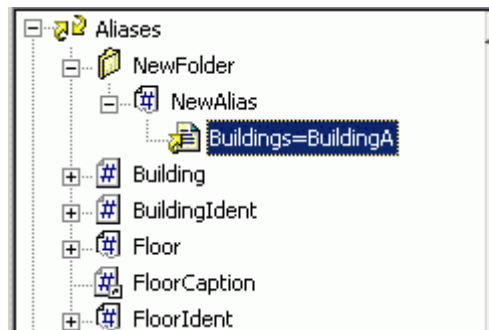 Aliases
NewFolder
NewAlias
Buildings=BuildingA
Building
BuildingIdent
Floor
FloorCaption
FloorIdent